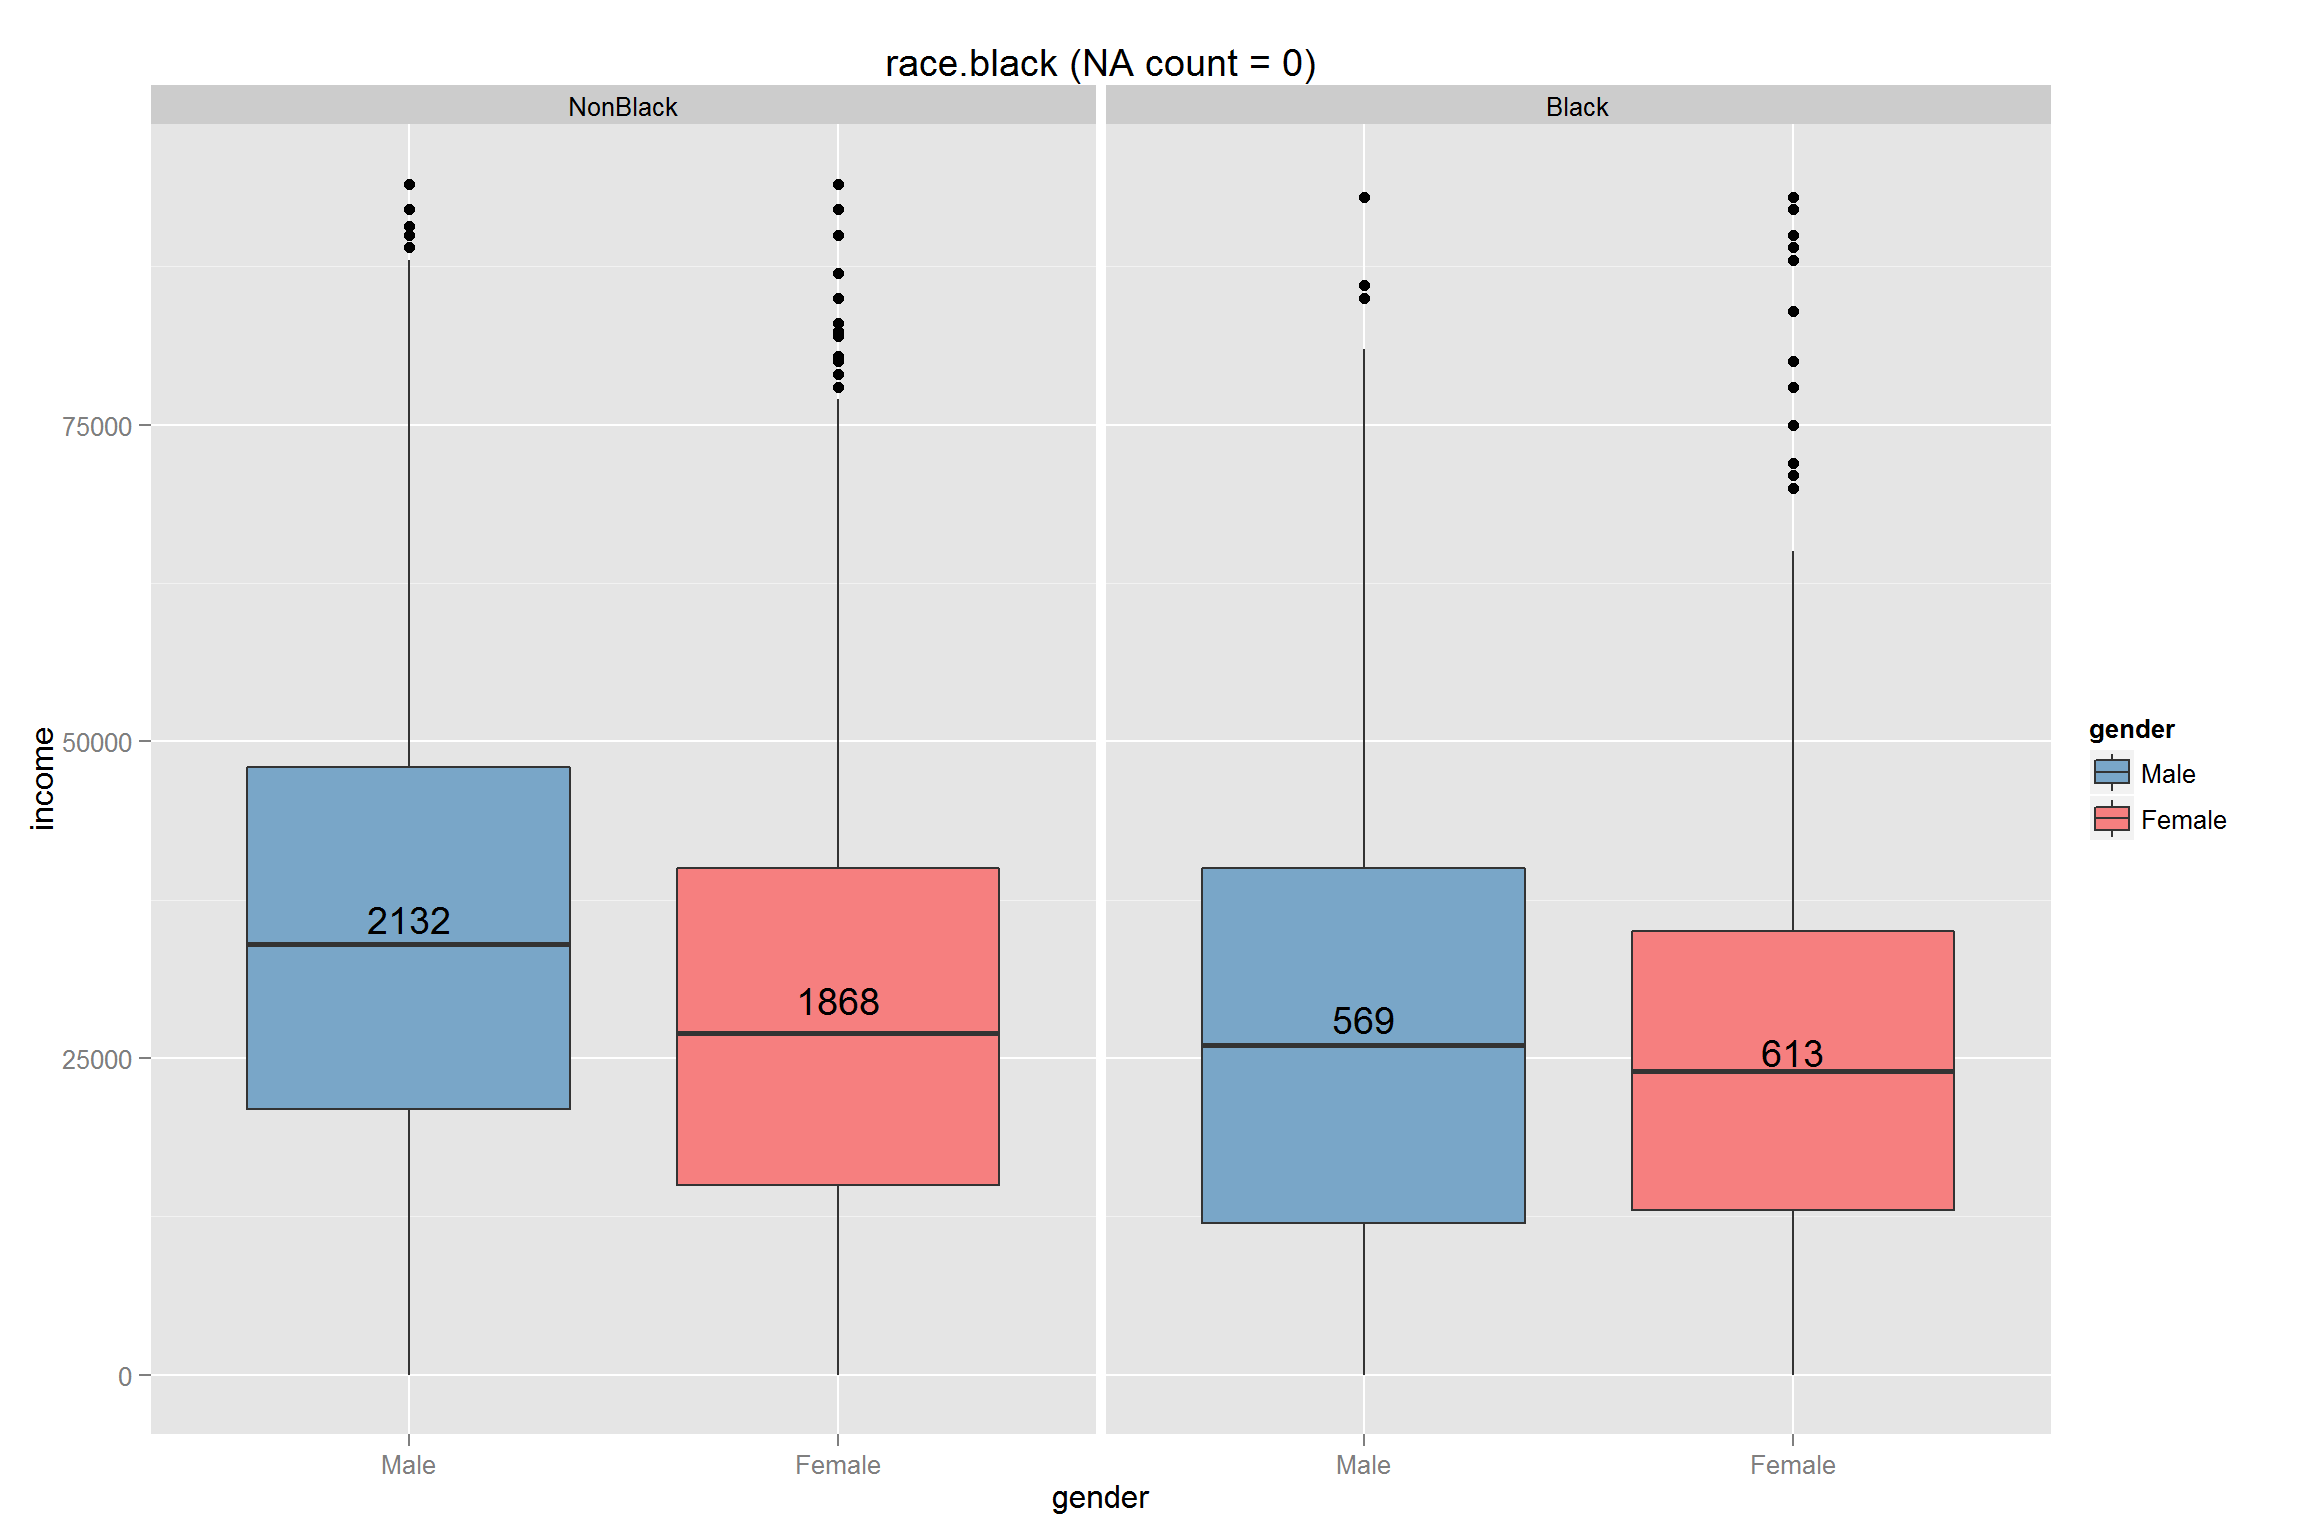 race.black (NA count = 0)
NonBlack
Black
75000
50000
25000
0
income
2132
1868
569
613
Male
Female
Male
Female
gender
gender
Male
Female